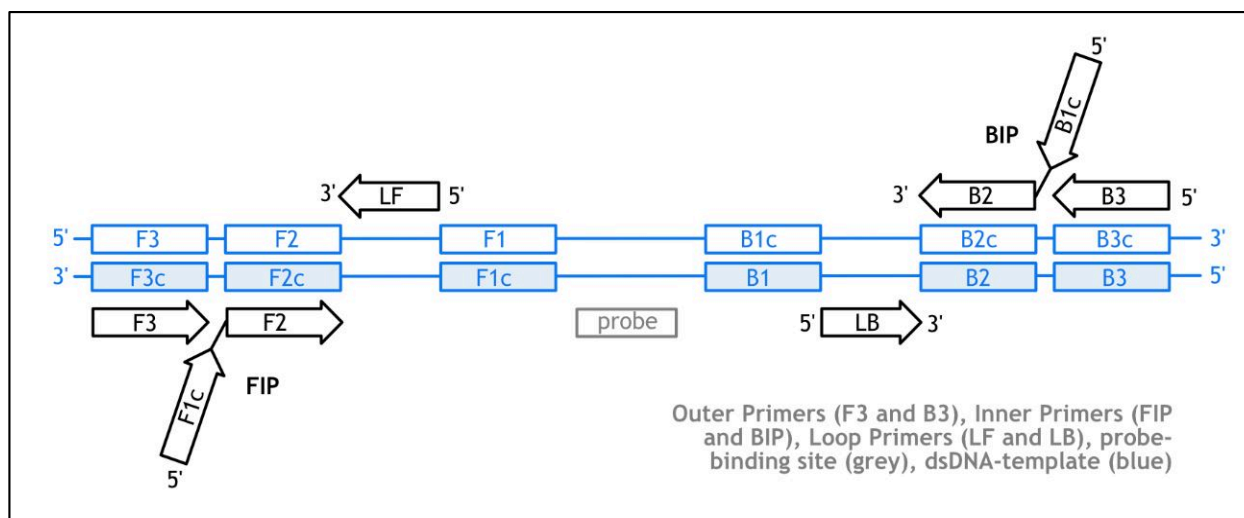 5'
B1c
BIP
3' LF 5'
3' B2 B3 5'
5' F3 F2 F1 B1c B2c B3c 3'
3' F3c F2c F1c B1 B2 B3 5'
F3 F2 probe 5' LB 3'
F1c
FIP
5'
Outer Primers (F3 and B3), Inner Primers (FIP
and BIP), Loop Primers (LF and LB), probe-
binding site (grey), dsDNA-template (blue)